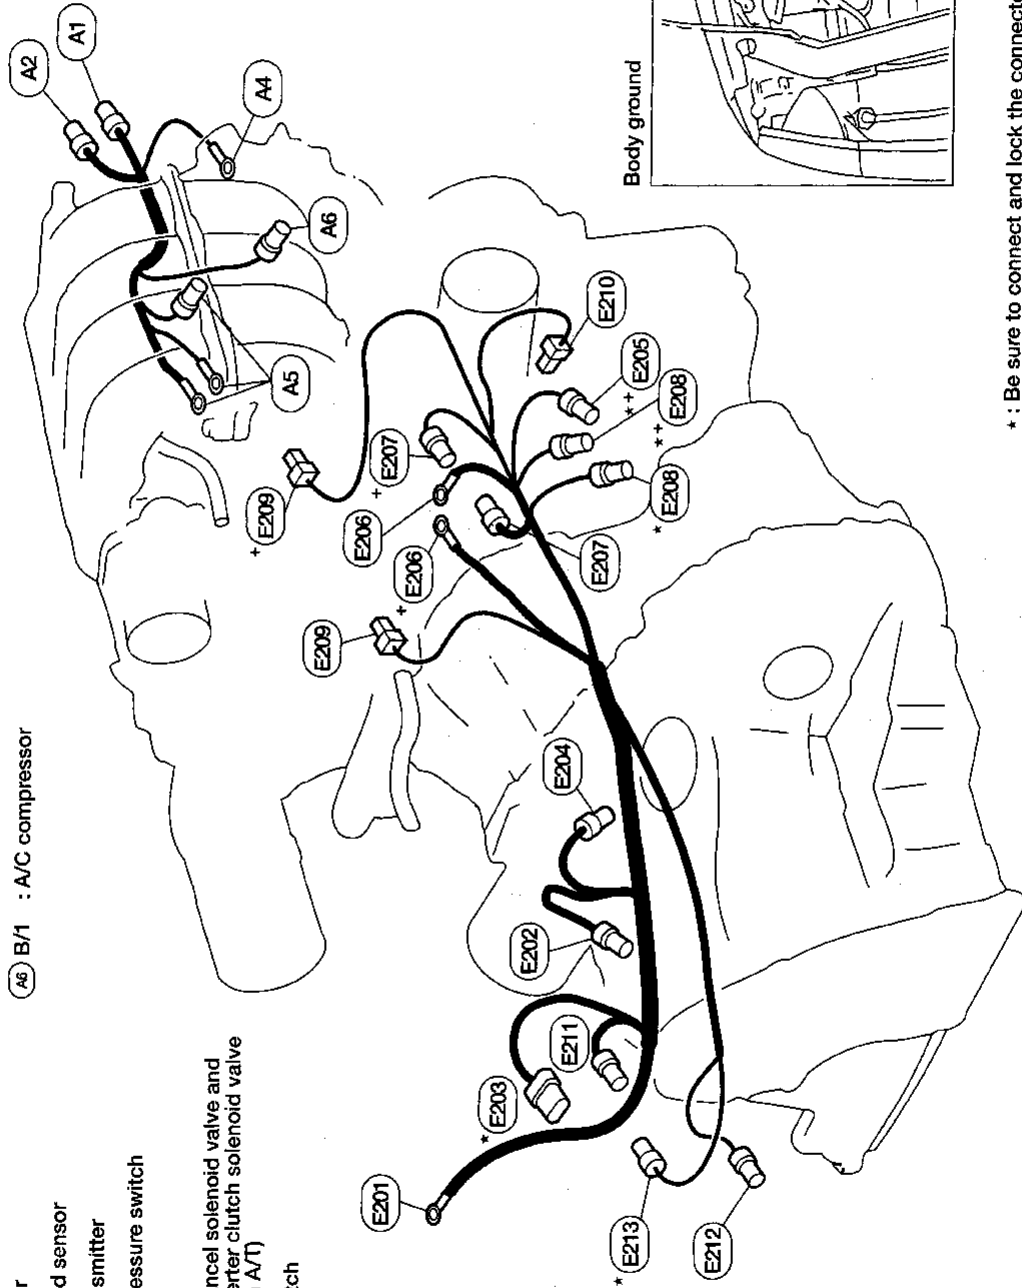 r
d sensor
smitter
essure switch
ncel solenoid valve and
erter clutch solenoid valve
A/T)
tch
A6 B/1 : A/C compressor
A2
A1
A4
A6
A5
+ E209
+ E207
E206
+ E206
E209
E210
*+ E205
*+ E208
* E208
E207
E204
E202
E211
* E203
E201
* E213
E212
Body ground
* : Be sure to connect and lock the connecto